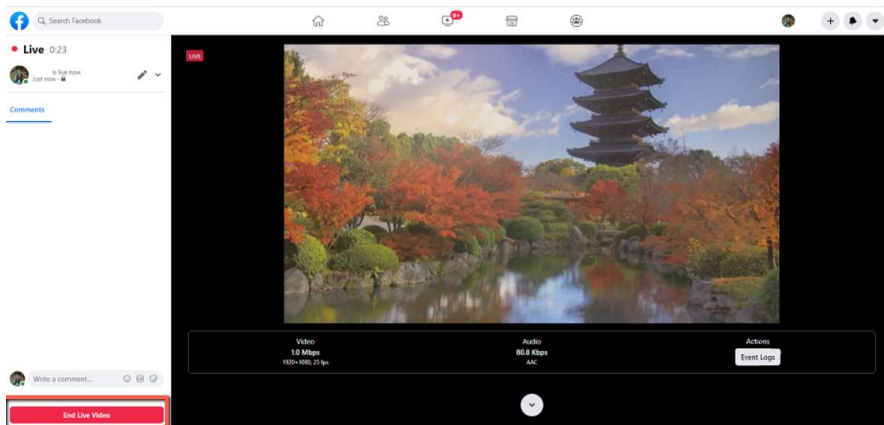 Search Facebook
9+
Live 0:23
is live now.
Just now ·
Comments
LIVE
Video
1.0 Mbps
1920×1080, 25 fps
Audio
80.8 Kbps
AAC
Actions
Event Logs
Write a comment...
End Live Video